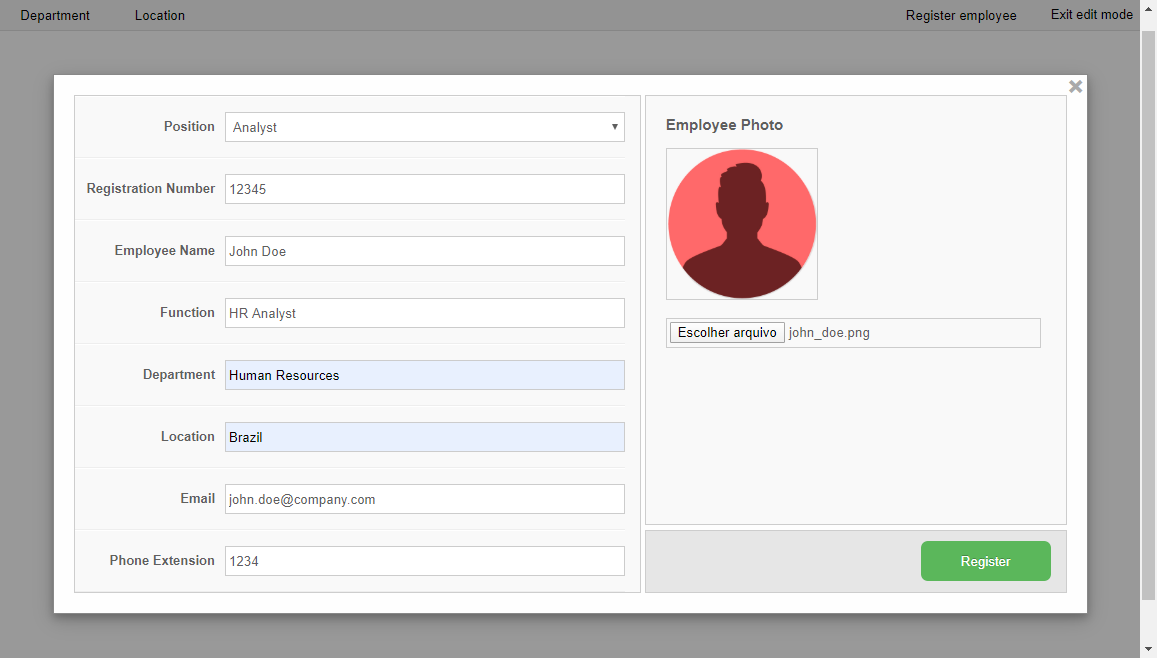 Department Location Register employee Exit edit mode
Position Analyst
Registration Number 12345
Employee Name John Doe
Function HR Analyst
Department Human Resources
Location Brazil
Email john.doe@company.com
Phone Extension 1234
Employee Photo
Escolher arquivo john_doe.png
Register